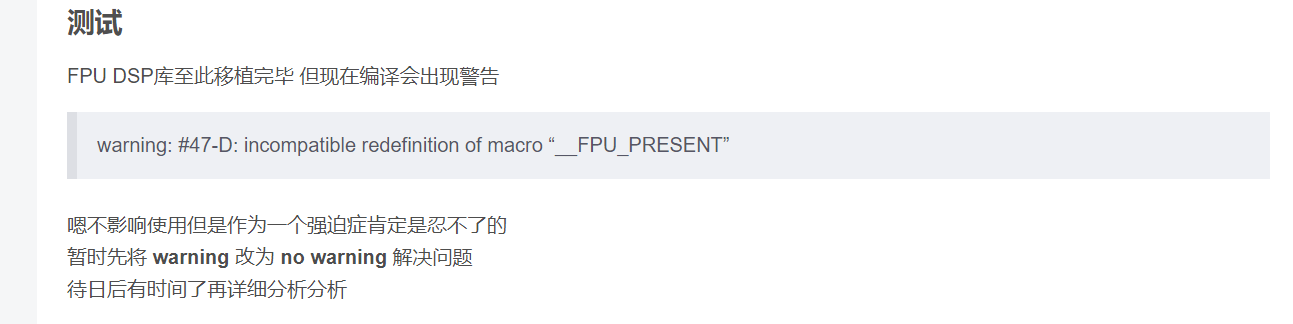 测试
FPU DSP库至此移植完毕 但现在编译会出现警告
warning: #47-D: incompatible redefinition of macro “__FPU_PRESENT”
嗯不影响使用但是作为一个强迫症肯定是忍不了的
暂时先将 warning 改为 no warning 解决问题
待日后有时间了再详细分析分析